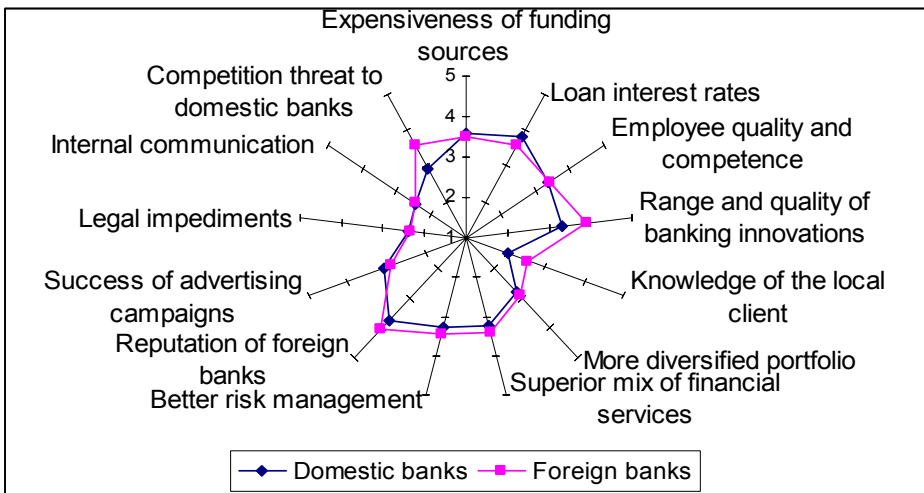 Expensiveness of funding
sources
Competition threat to
domestic banks
Loan interest rates
Internal communication
Employee quality and
competence
Legal impediments
Range and quality of
banking innovations
Success of advertising
campaigns
Knowledge of the local
client
Reputation of foreign
banks
More diversified portfolio
Better risk management
Superior mix of financial
services
5
4
3
2
1
Domestic banks
Foreign banks